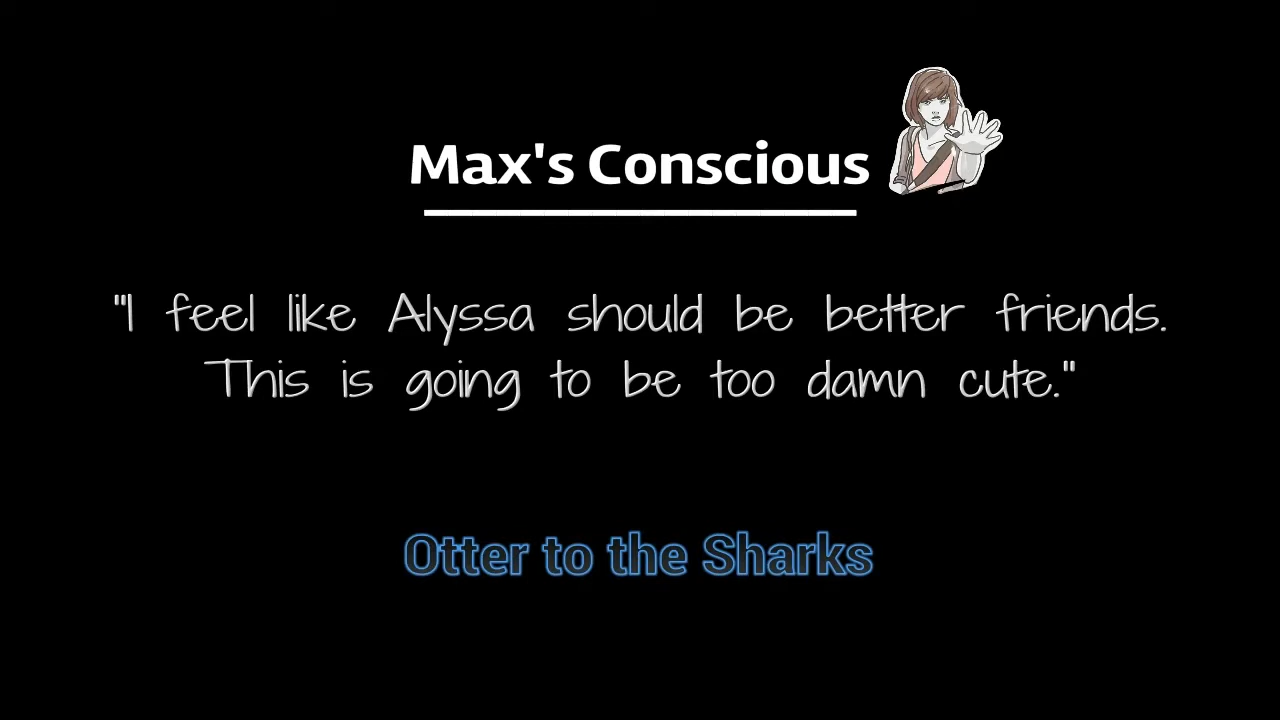 Max's Conscious
"I feel like Alyssa should be better friends.
This is going to be too damn cute."
Otter to the Sharks